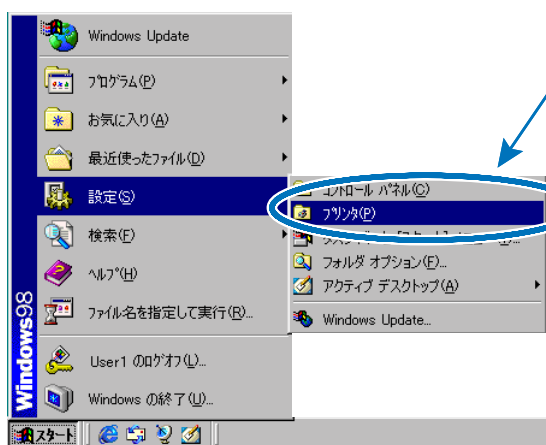 Windows Update
プログラム(P)
お気に入り(A)
最近使ったファイル(D)
設定(S)
検索(F)
ヘルプ(H)
ファイル名を指定して実行(R)...
User1 のログオフ(L)...
Windows の終了(U)...
Windows98
コントロール パネル(C)
プリンタ(P)
フォルダ オプション(F)...
アクティブ デスクトップ(A)
Windows Update...
スタート